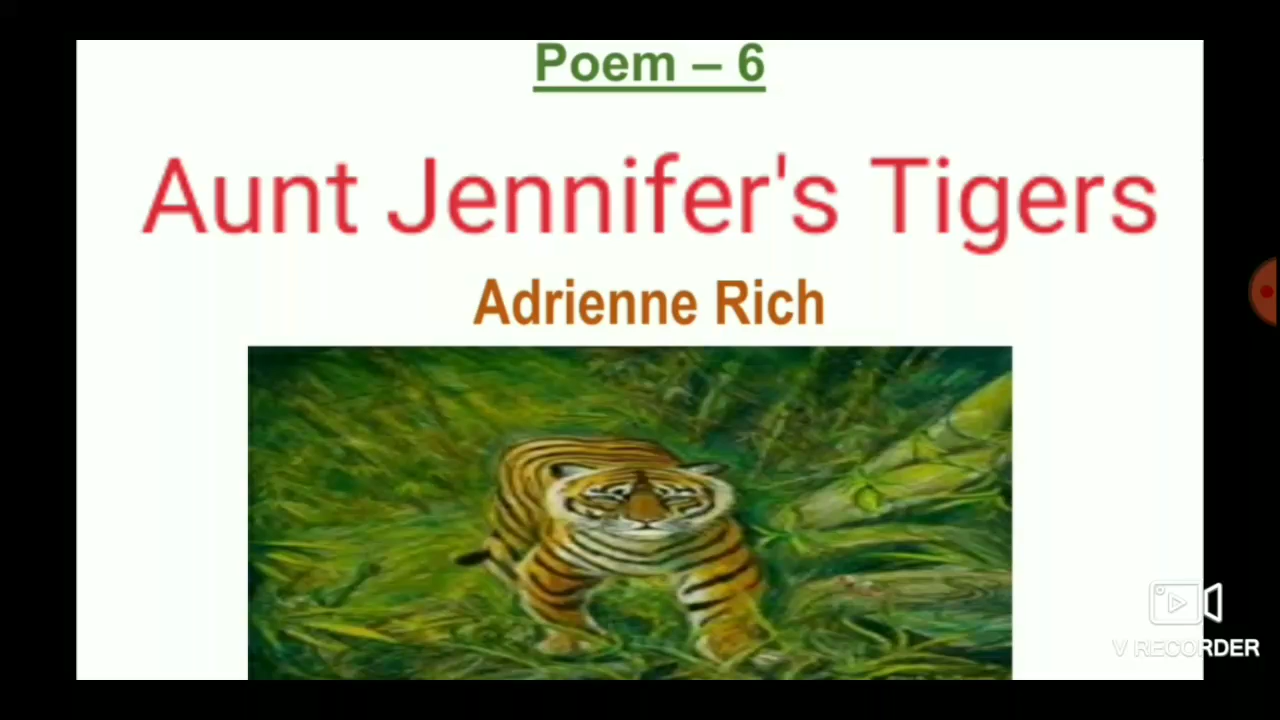 Poem – 6
Aunt Jennifer's Tigers
Adrienne Rich
V RECORDER